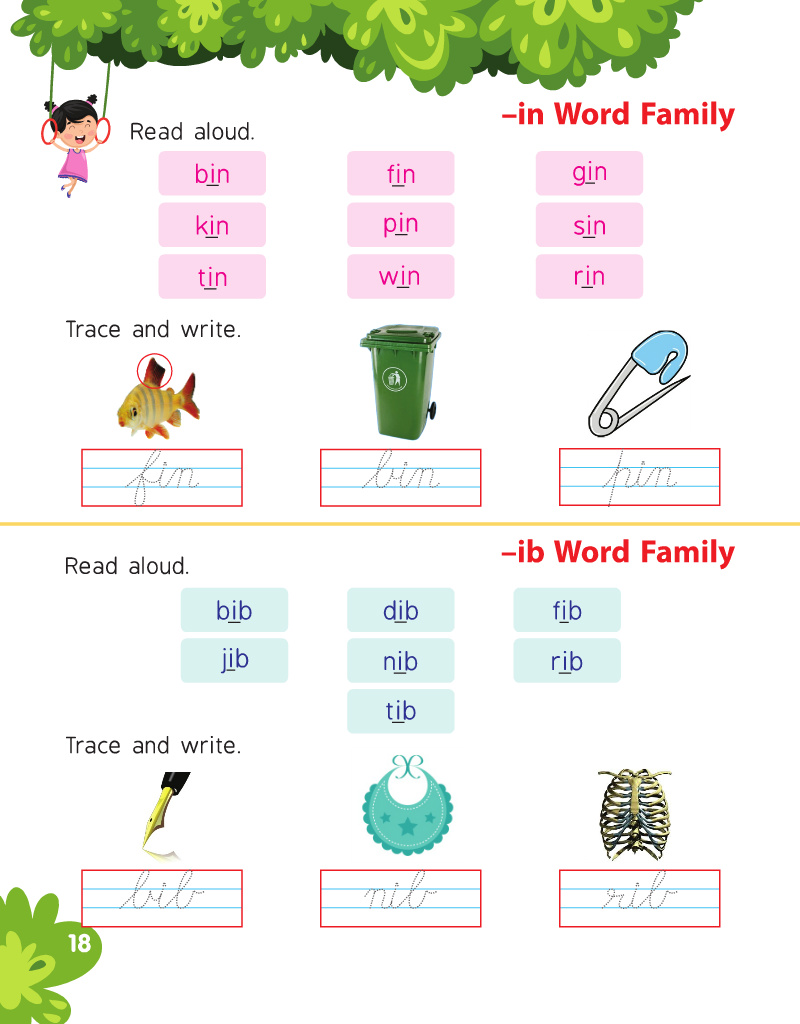 –in Word Family
Read aloud.
bin fin gin
kin pin sin
tin win rin
Trace and write.
fin bin pin
–ib Word Family
Read aloud.
bib dib fib
jib nib rib
tib
Trace and write.
bib nib rib
18